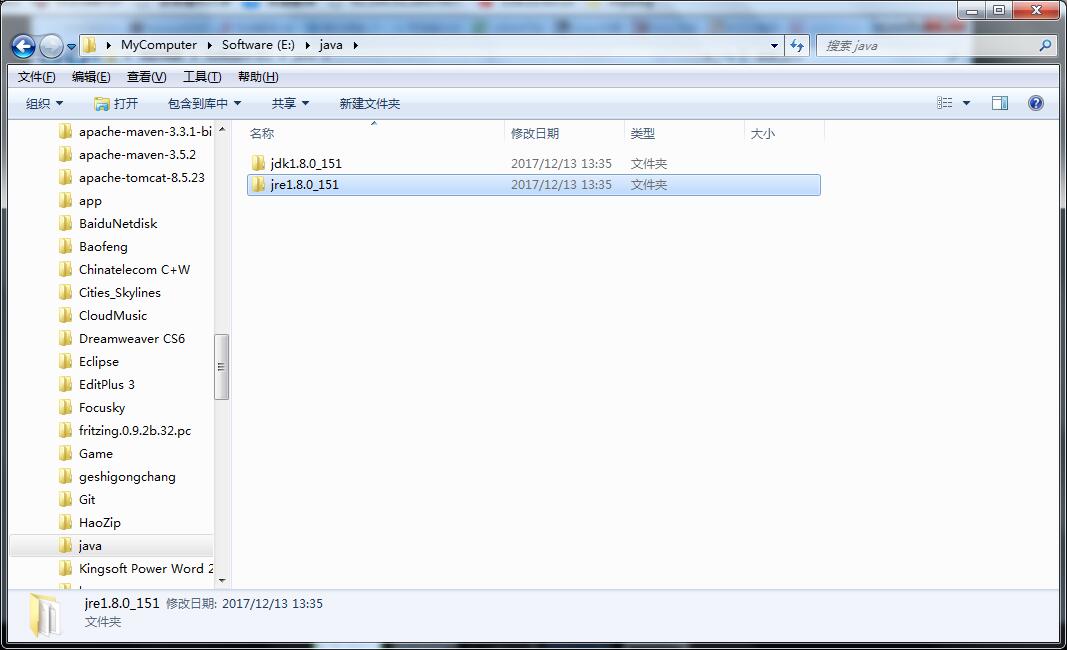 MyComputer Software (E:) java 搜索 java
文件(F) 编辑(E) 查看(V) 工具(T) 帮助(H)
组织 打开 包含到库中 共享 新建文件夹
apache-maven-3.3.1-bi
apache-maven-3.5.2
apache-tomcat-8.5.23
app
BaiduNetdisk
Baofeng
Chinatelecom C+W
Cities_Skylines
CloudMusic
Dreamweaver CS6
Eclipse
EditPlus 3
Focusky
fritzing.0.9.2b.32.pc
Game
geshigongchang
Git
HaoZip
java
Kingsoft Power Word 2
名称 修改日期 类型 大小
jdk1.8.0_151 2017/12/13 13:35 文件夹
jre1.8.0_151 2017/12/13 13:35 文件夹
jre1.8.0_151 修改日期: 2017/12/13 13:35
文件夹